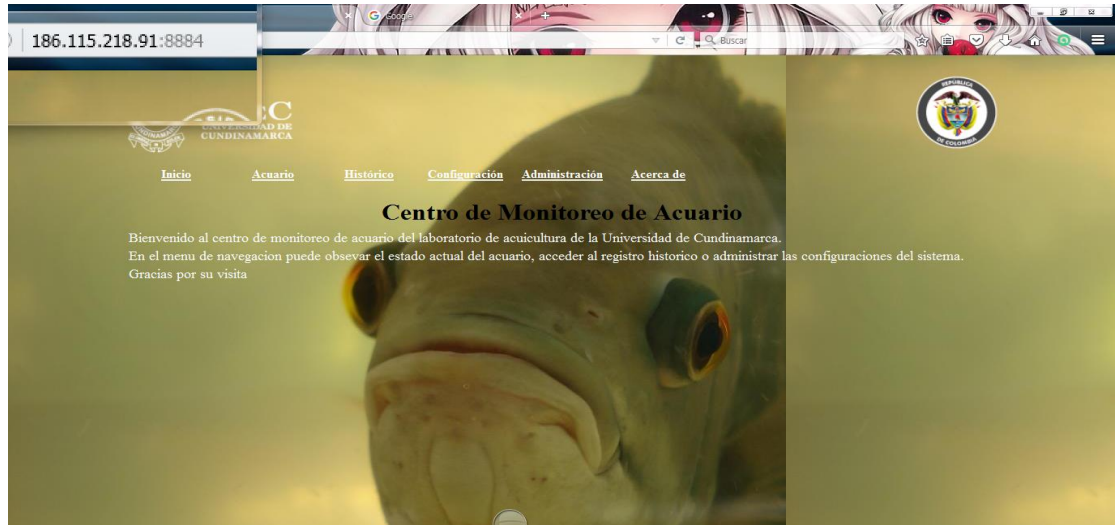 Google
186.115.218.91:8884
Buscar
UNIVERSIDAD DE
CUNDINAMARCA
REPÚBLICA
DE COLOMBIA
Inicio
Acuario
Histórico
Configuración
Administración
Acerca de
Centro de Monitoreo de Acuario
Bienvenido al centro de monitoreo de acuario del laboratorio de acuicultura de la Universidad de Cundinamarca.
En el menu de navegacion puede obsevar el estado actual del acuario, acceder al registro historico o administrar las configuraciones del sistema.
Gracias por su visita